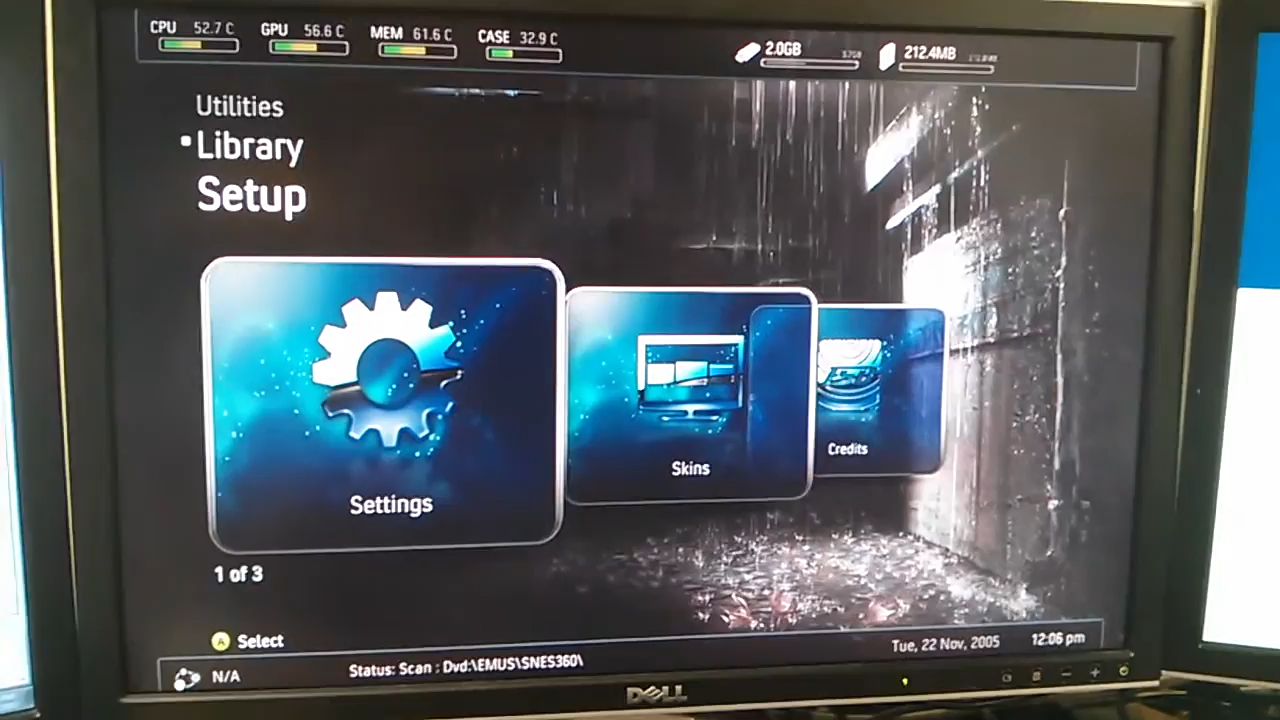 CPU 52.7 C GPU 56.6 C MEM 61.6 C CASE 32.9 C 2.0GB 212.4MB
Utilities
Library
Setup
Settings
Skins
Credits
1 of 3
A Select
Tue, 22 Nov, 2005 12:06 pm
N/A Status: Scan : Dvd:\EMUS\SNES360\
DELL